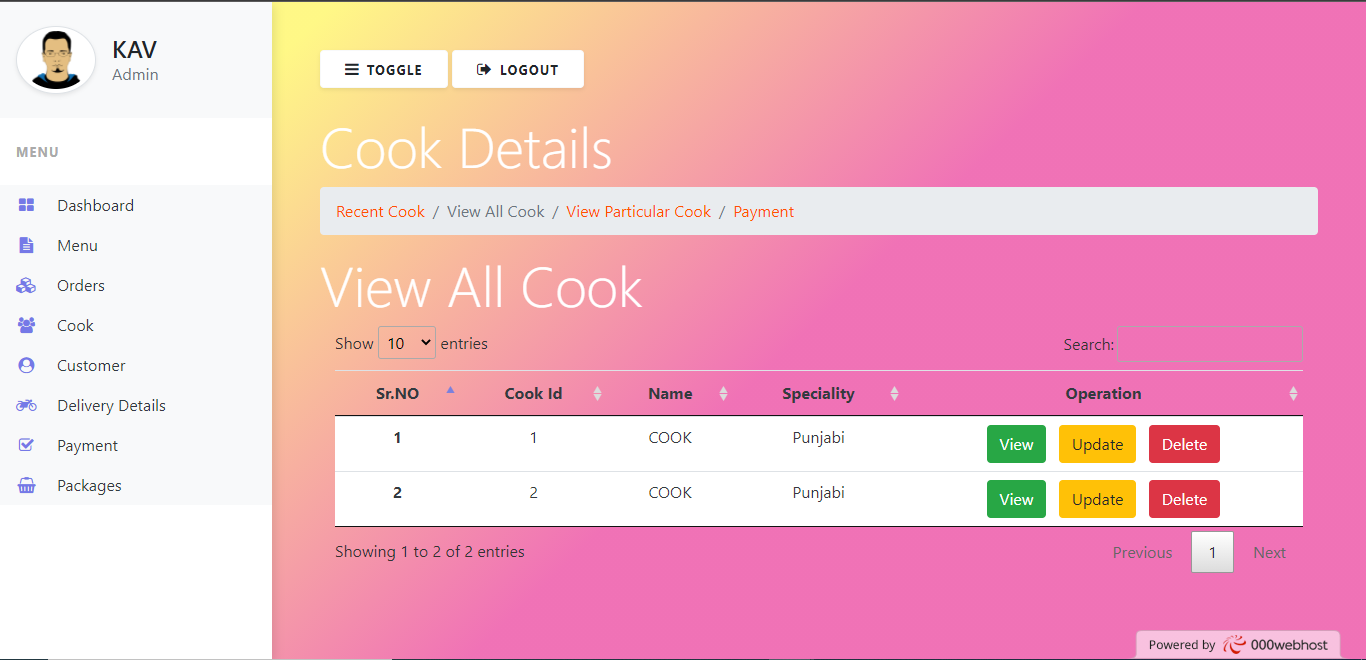 KAV
Admin
MENU
Dashboard
Menu
Orders
Cook
Customer
Delivery Details
Payment
Packages
TOGGLE LOGOUT
Cook Details
Recent Cook / View All Cook / View Particular Cook / Payment
View All Cook
Show 10 entries Search:
Sr.NO Cook Id Name Speciality Operation
1 1 COOK Punjabi View Update Delete
2 2 COOK Punjabi View Update Delete
Showing 1 to 2 of 2 entries Previous 1 Next
Powered by 000webhost